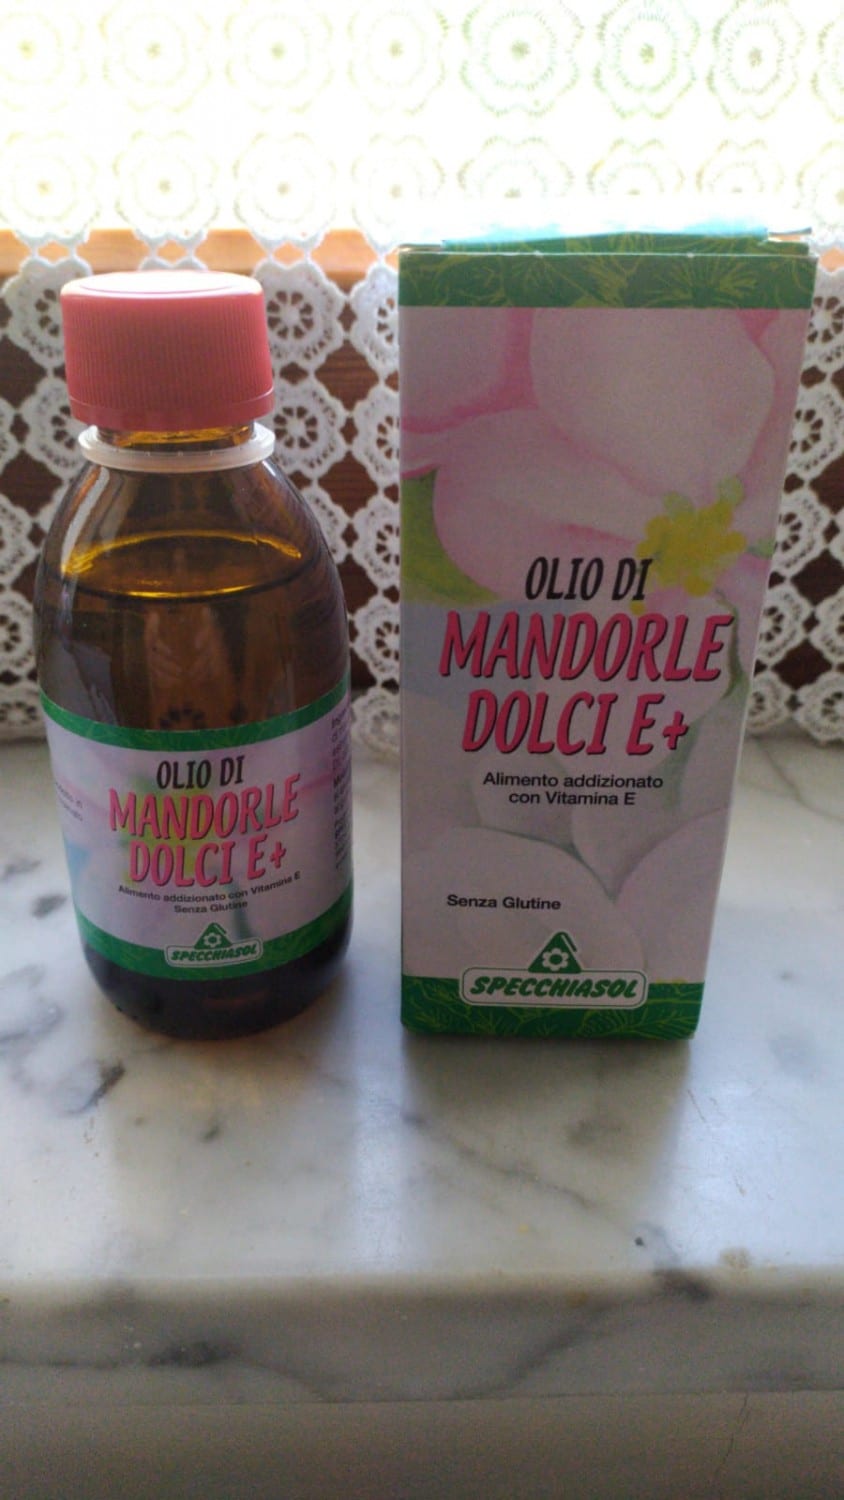 OLIO DI
MANDORLE
DOLCI E+
Alimento addizionato con Vitamina E
Senza Glutine
SPECCHIASOL
OLIO DI
MANDORLE
DOLCI E+
Alimento addizionato
con Vitamina E
Senza Glutine
SPECCHIASOL